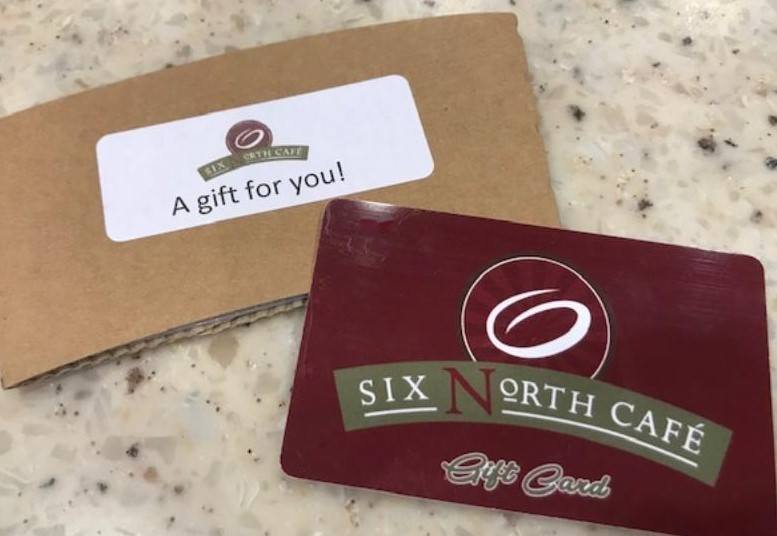 SIX NORTH CAFÉ
A gift for you!
SIX NORTH CAFÉ
Gift Card